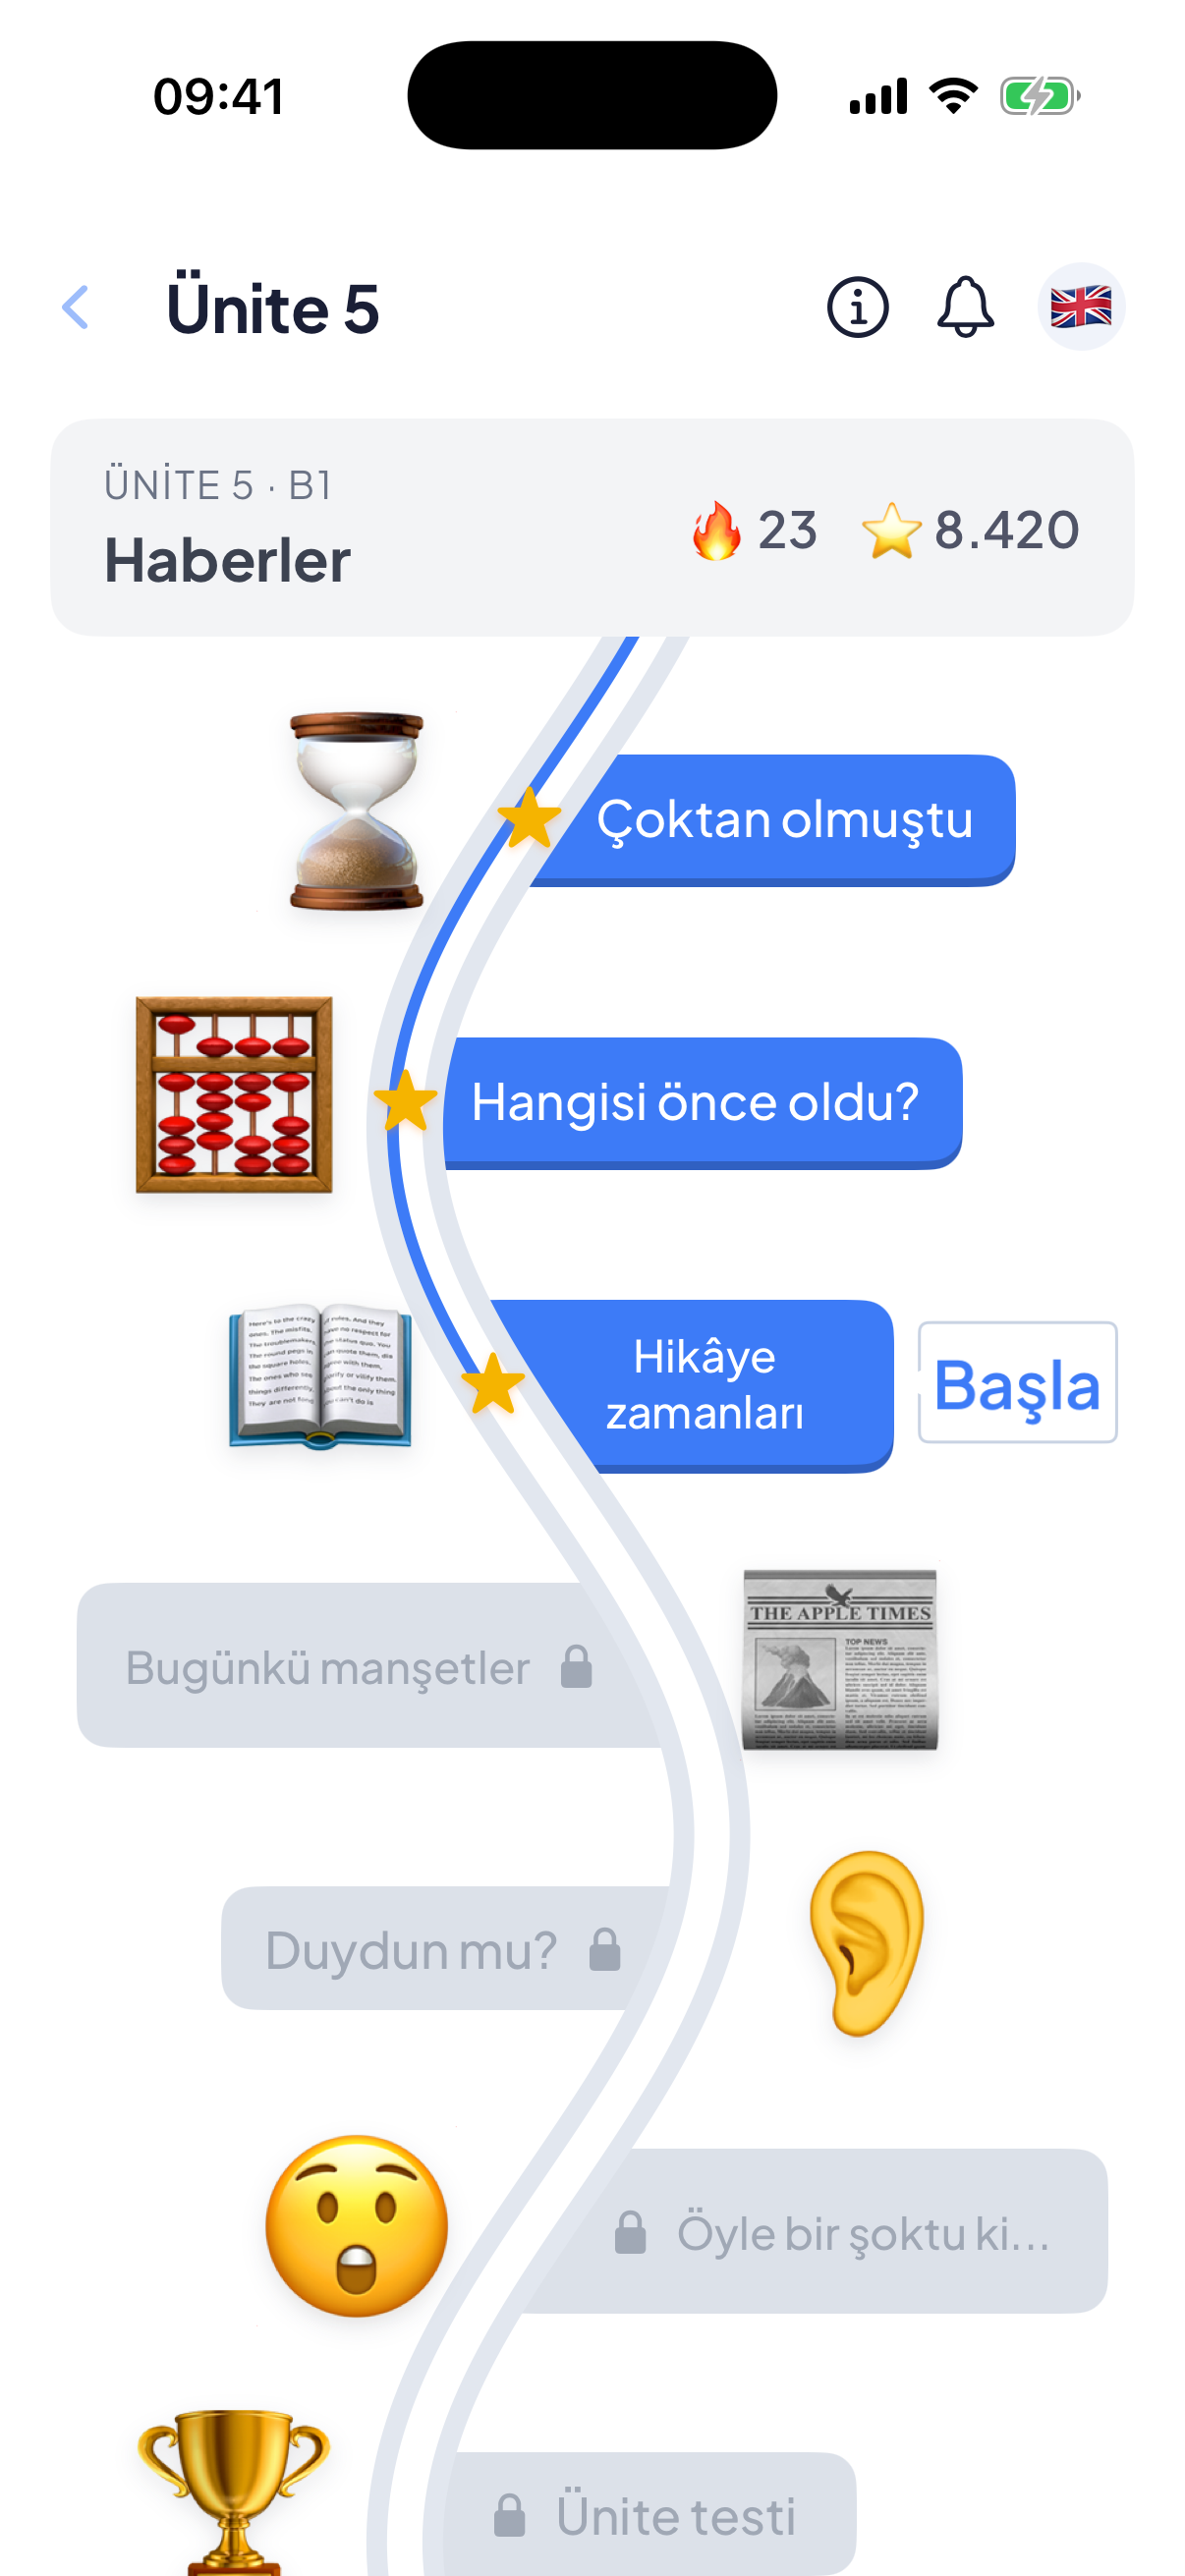 09:41
Ünite 5
ÜNİTE 5 · B1
Haberler
23
8.420
Çoktan olmuştu
Hangisi önce oldu?
Hikâye
zamanları
Başla
Bugünkü manşetler
THE APPLE TIMES
TOP NEWS
Duydun mu?
Öyle bir şoktu ki...
Ünite testi